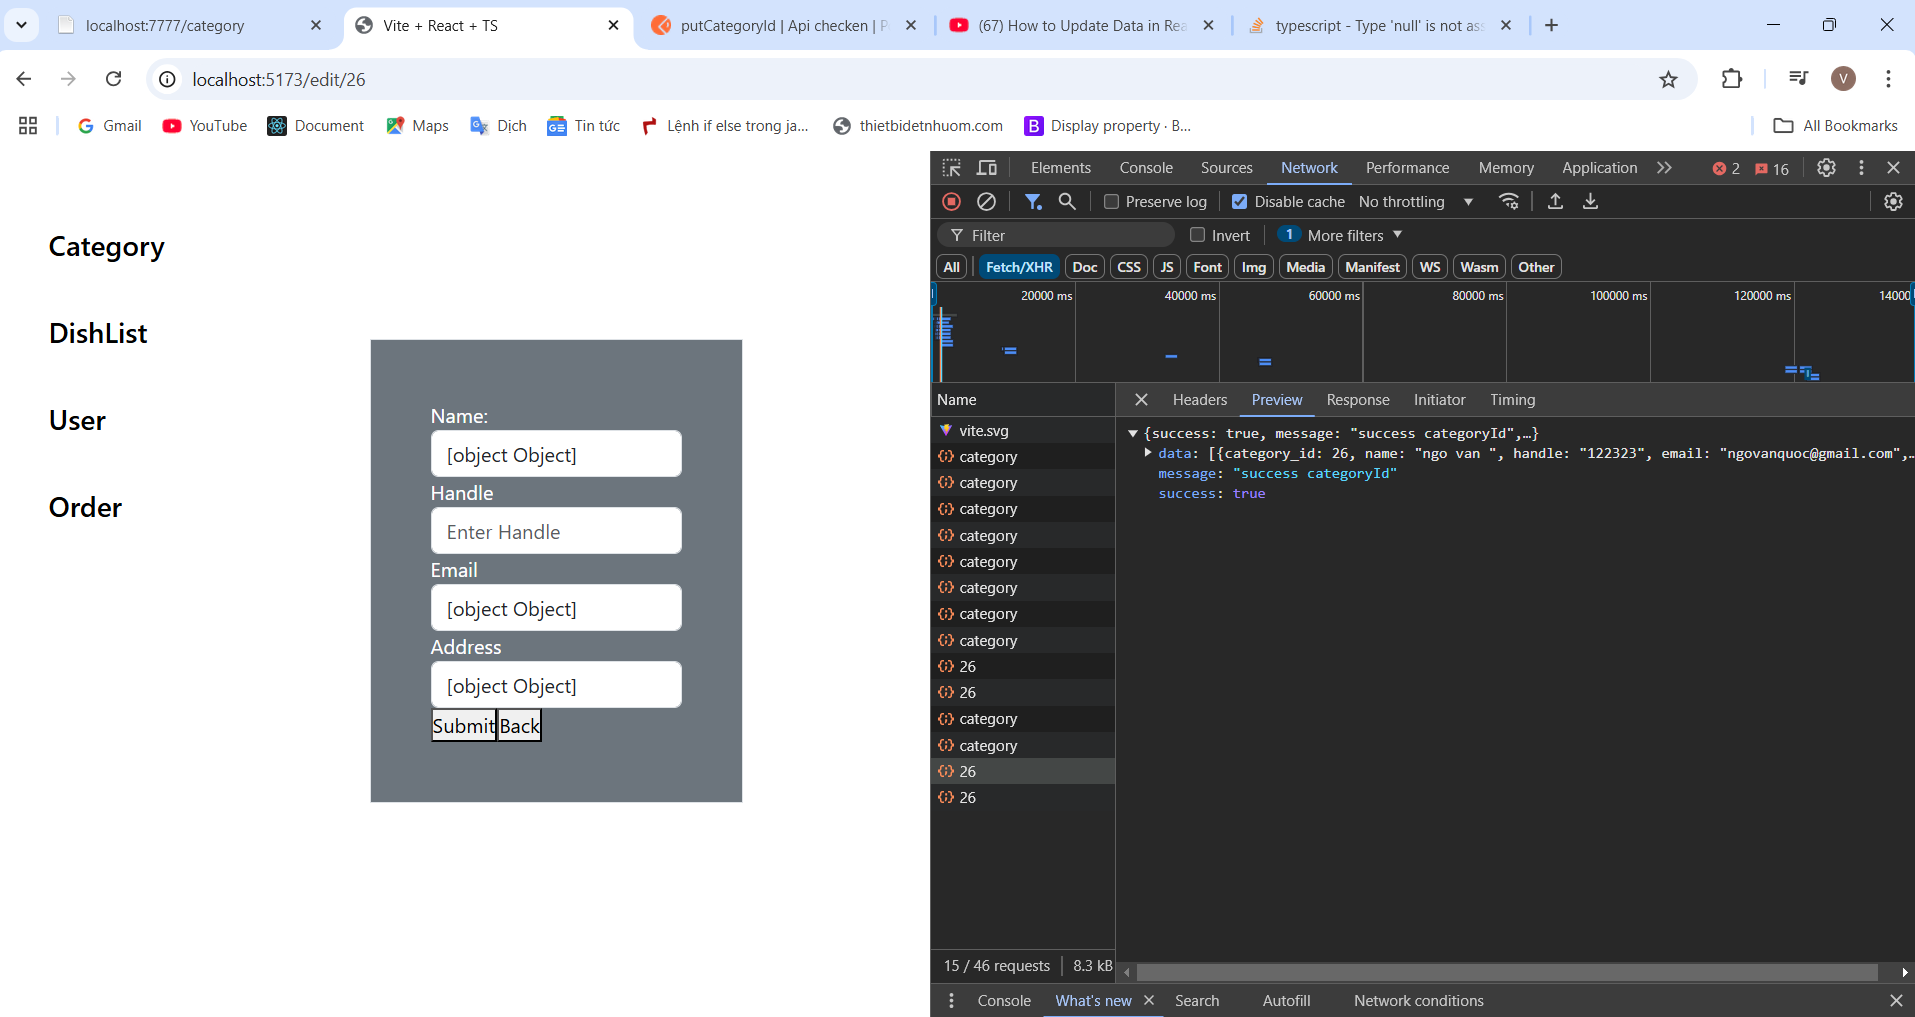 localhost:7777/category
Vite + React + TS
putCategoryId | Api checken | P
(67) How to Update Data in Rea
typescript - Type 'null' is not ass
localhost:5173/edit/26
V
Gmail
YouTube
Document
Maps
Dịch
Tin tức
Lệnh if else trong ja...
thietbidetnhuom.com
B
Display property · B...
All Bookmarks
Category
DishList
User
Order
Name:
[object Object]
Handle
Enter Handle
Email
[object Object]
Address
[object Object]
Submit
Back
Elements
Console
Sources
Network
Performance
Memory
Application
2
16
Preserve log
Disable cache
No throttling
Filter
Invert
1
More filters
All
Fetch/XHR
Doc
CSS
JS
Font
Img
Media
Manifest
WS
Wasm
Other
20000 ms
40000 ms
60000 ms
80000 ms
100000 ms
120000 ms
14000
Name
Headers
Preview
Response
Initiator
Timing
vite.svg
category
category
category
category
category
category
category
category
26
26
category
category
26
26
{success: true, message: "success categoryId",…}
data: [{category_id: 26, name: "ngo van ", handle: "122323", email: "ngovanquoc@gmail.com",…
message: "success categoryId"
success: true
15 / 46 requests
8.3 kB
Console
What's new
Search
Autofill
Network conditions